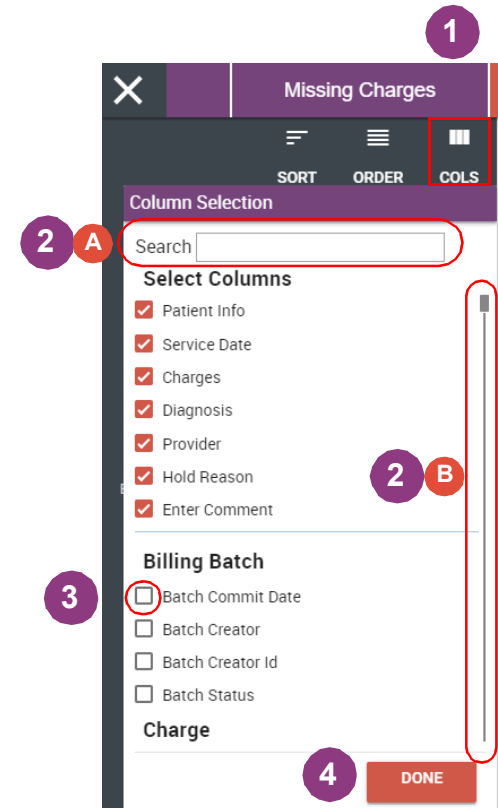 1
Missing Charges
SORT ORDER COLS
Column Selection
2 A Search
Select Columns
Patient Info
Service Date
Charges
Diagnosis
Provider
Hold Reason
2 B
Enter Comment
Billing Batch
3 Batch Commit Date
Batch Creator
Batch Creator Id
Batch Status
Charge
4 DONE